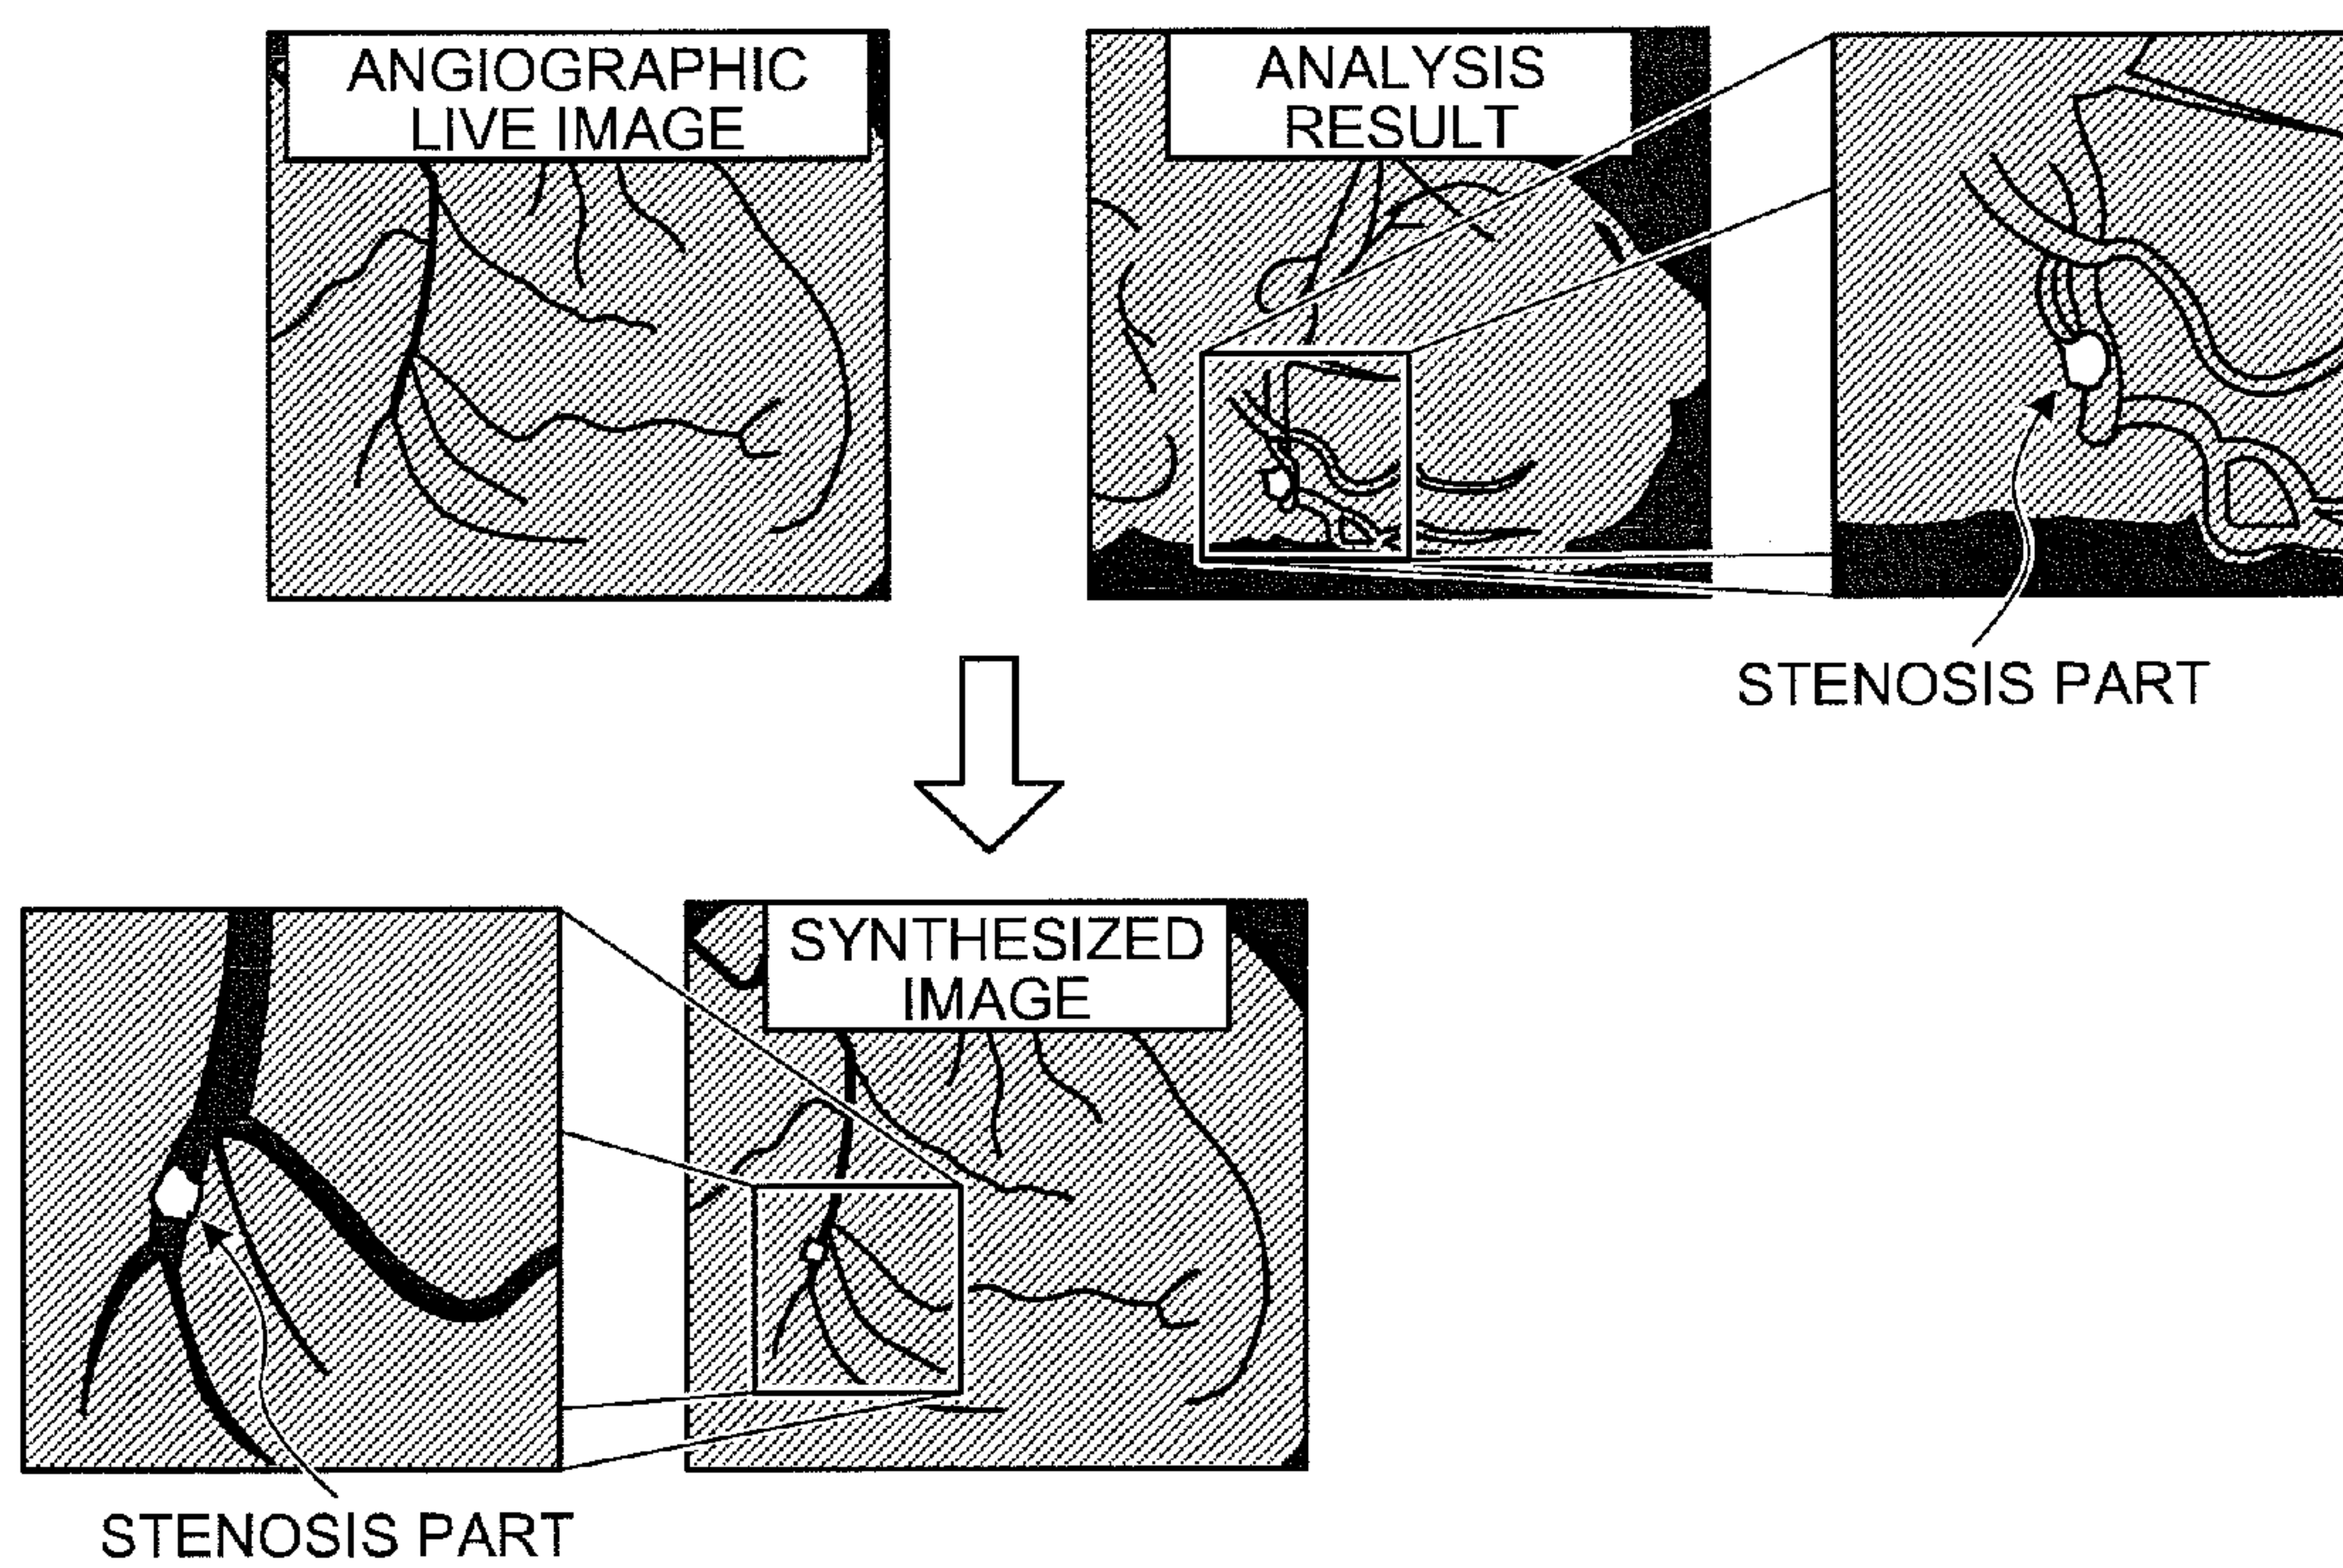 ANGIOGRAPHIC
LIVE IMAGE
ANALYSIS
RESULT
STENOSIS PART
SYNTHESIZED
IMAGE
STENOSIS PART